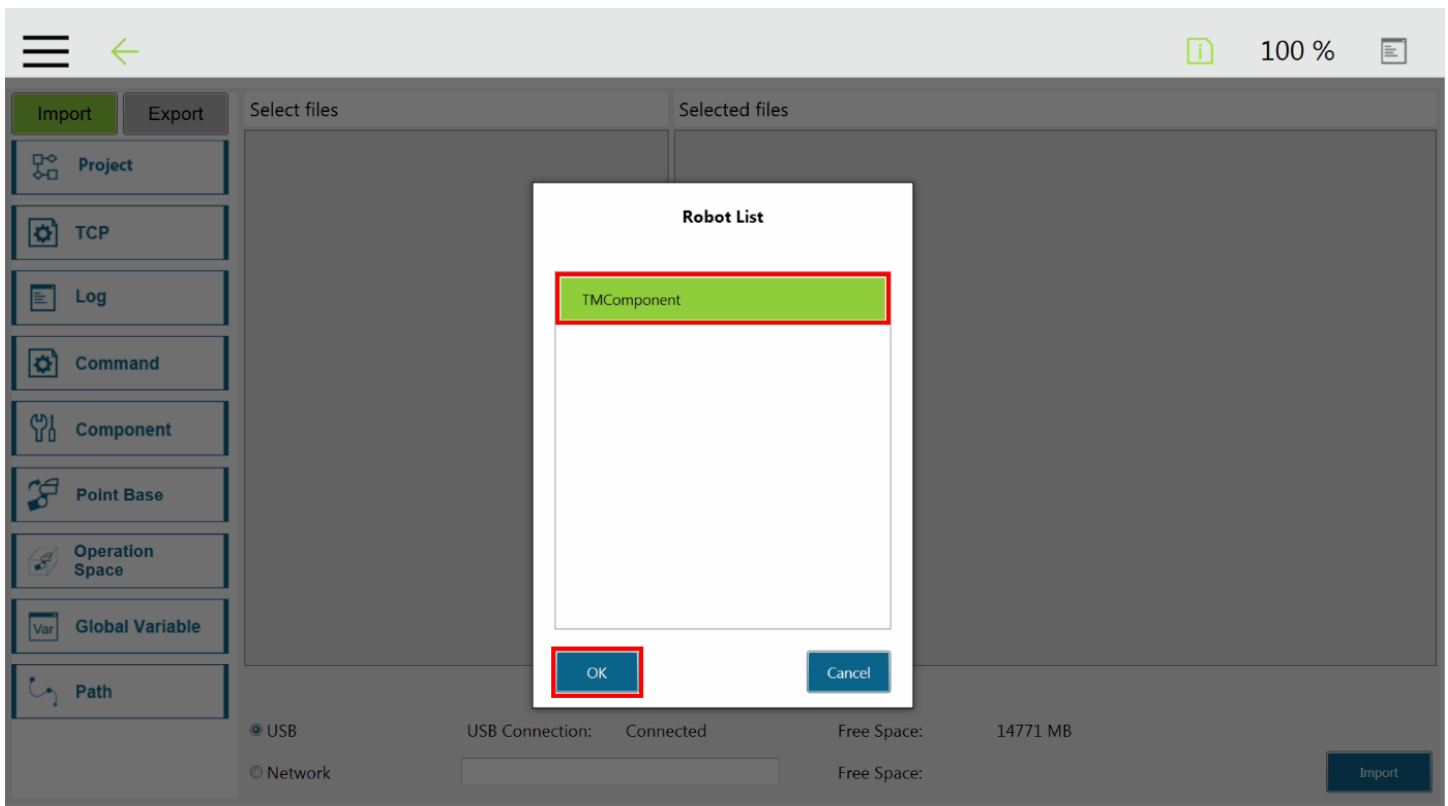 100 %
Import
Export
Select files
Selected files
Project
TCP
Log
Command
Component
Point Base
Operation
Space
Var
Global Variable
Path
Robot List
TMComponent
OK
Cancel
USB
USB Connection:
Connected
Free Space:
14771 MB
Network
Free Space:
Import